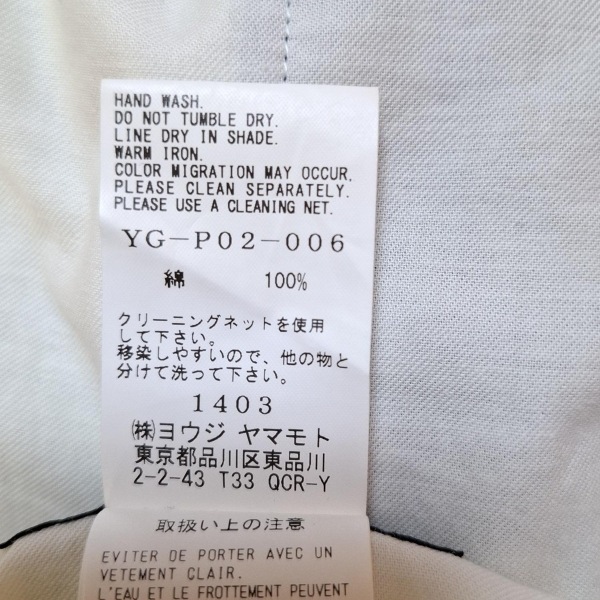 HAND WASH.
DO NOT TUMBLE DRY.
LINE DRY IN SHADE.
WARM IRON.
COLOR MIGRATION MAY OCCUR.
PLEASE CLEAN SEPARATELY.
PLEASE USE A CLEANING NET.
YG-P02-006
綿 100%
クリーニングネットを使用
して下さい。
移染しやすいので、他の物と
分けて洗って下さい。
1403
㈱ヨウジ ヤマモト
東京都品川区東品川
2-2-43 T33 QCR-Y
取扱い上の注意
EVITER DE PORTER AVEC UN
VETEMENT CLAIR.
L'EAU ET LE FROTTEMENT PEUVENT